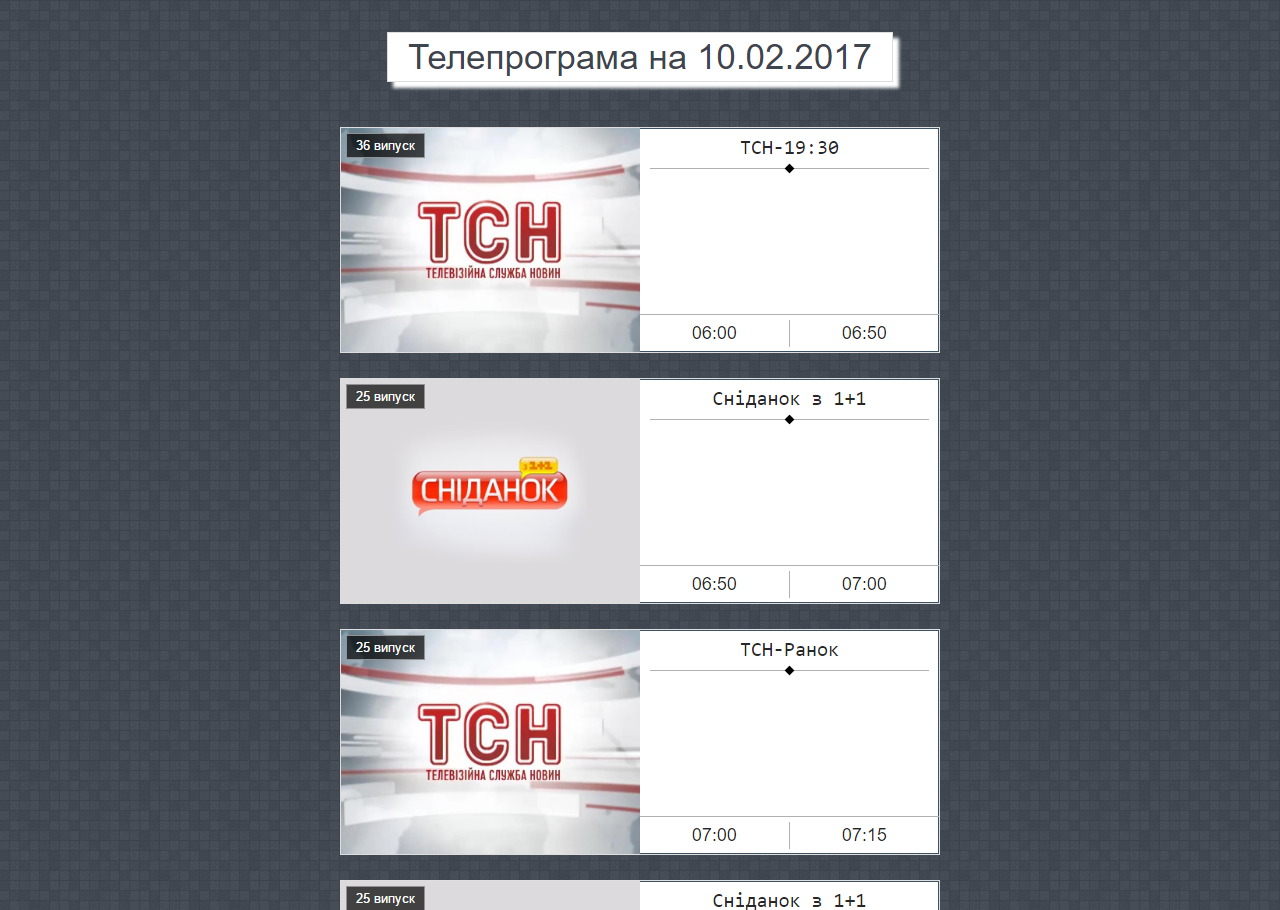 Телепрограма на 10.02.2017
36 випуск
ТСН
ТЕЛЕВІЗІЙНА СЛУЖБА НОВИН
ТСН-19:30
06:00
06:50
25 випуск
з 1+1
СНІДАНОК
Сніданок з 1+1
06:50
07:00
25 випуск
ТСН
ТЕЛЕВІЗІЙНА СЛУЖБА НОВИН
ТСН-Ранок
07:00
07:15
25 випуск
Сніданок з 1+1